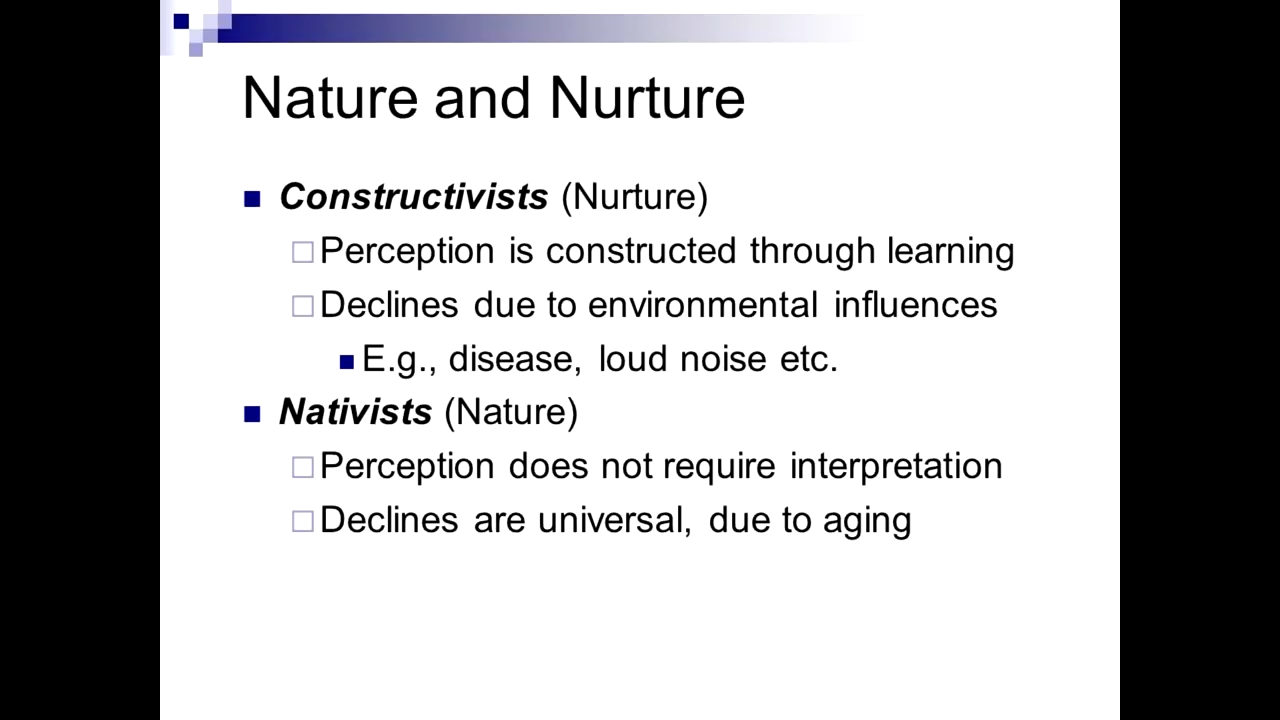 Nature and Nurture
Constructivists (Nurture)
Perception is constructed through learning
Declines due to environmental influences
E.g., disease, loud noise etc.
Nativists (Nature)
Perception does not require interpretation
Declines are universal, due to aging